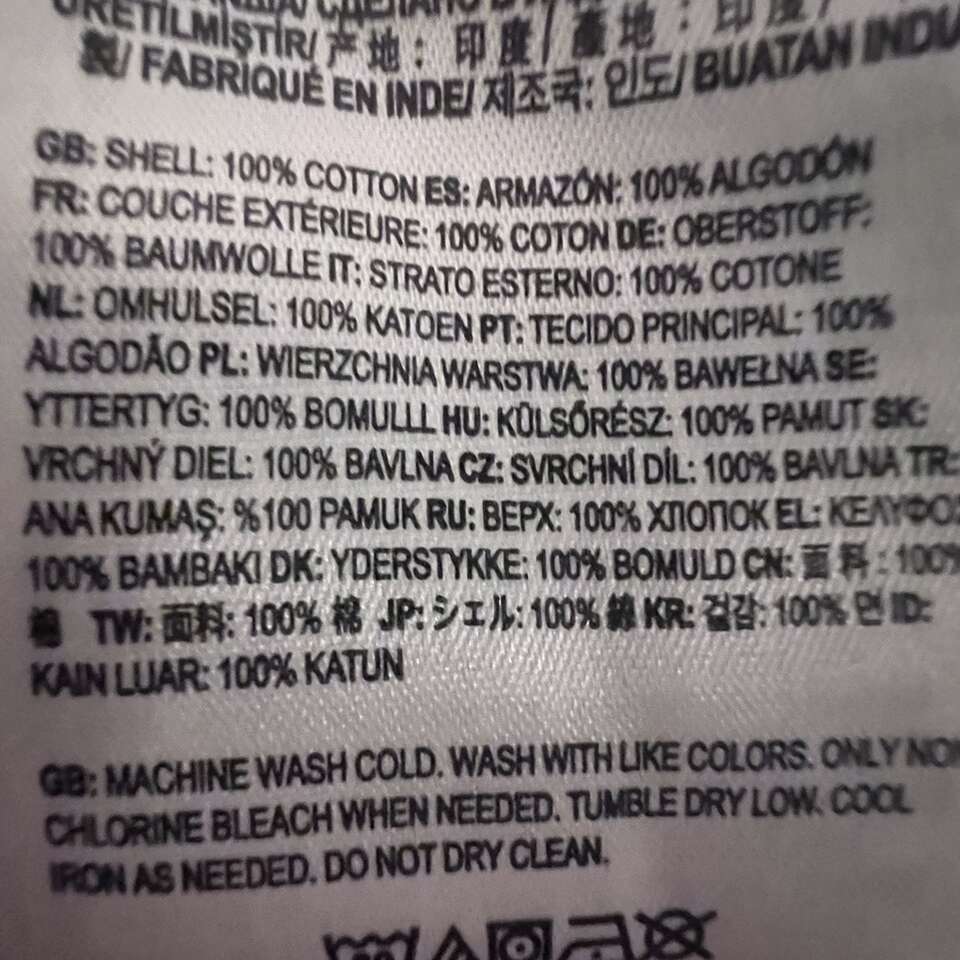 ÜRETİLMİŞTİR/ 产地: 印度/ 產地: 印度/
製/ FABRIQUÉ EN INDE/ 제조국: 인도/ BUATAN INDU
GB: SHELL: 100% COTTON ES: ARMAZÓN: 100% ALGODÓN
FR: COUCHE EXTÉRIEURE: 100% COTON DE: OBERSTOFF:
100% BAUMWOLLE IT: STRATO ESTERNO: 100% COTONE
NL: OMHULSEL: 100% KATOEN PT: TECIDO PRINCIPAL: 100%
ALGODÃO PL: WIERZCHNIA WARSTWA: 100% BAWEŁNA SE:
YTTERTYG: 100% BOMULLL HU: KÜLSŐRÉSZ: 100% PAMUT SK:
VRCHNÝ DIEL: 100% BAVLNA CZ: SVRCHNÍ DÍL: 100% BAVLNA TR:
ANA KUMAŞ: %100 PAMUK RU: ВЕРХ: 100% ХЛОПОК EL: ΚΕΛΥΦΟΣ
100% ΒΑΜΒΑΚΙ DK: YDERSTYKKE: 100% BOMULD CN: 面料: 100%
棉 TW: 面料: 100% 棉 JP: シェル: 100% 綿 KR: 겉감: 100% 면 ID:
KAIN LUAR: 100% KATUN
GB: MACHINE WASH COLD. WASH WITH LIKE COLORS. ONLY NON
CHLORINE BLEACH WHEN NEEDED. TUMBLE DRY LOW. COOL
IRON AS NEEDED. DO NOT DRY CLEAN.